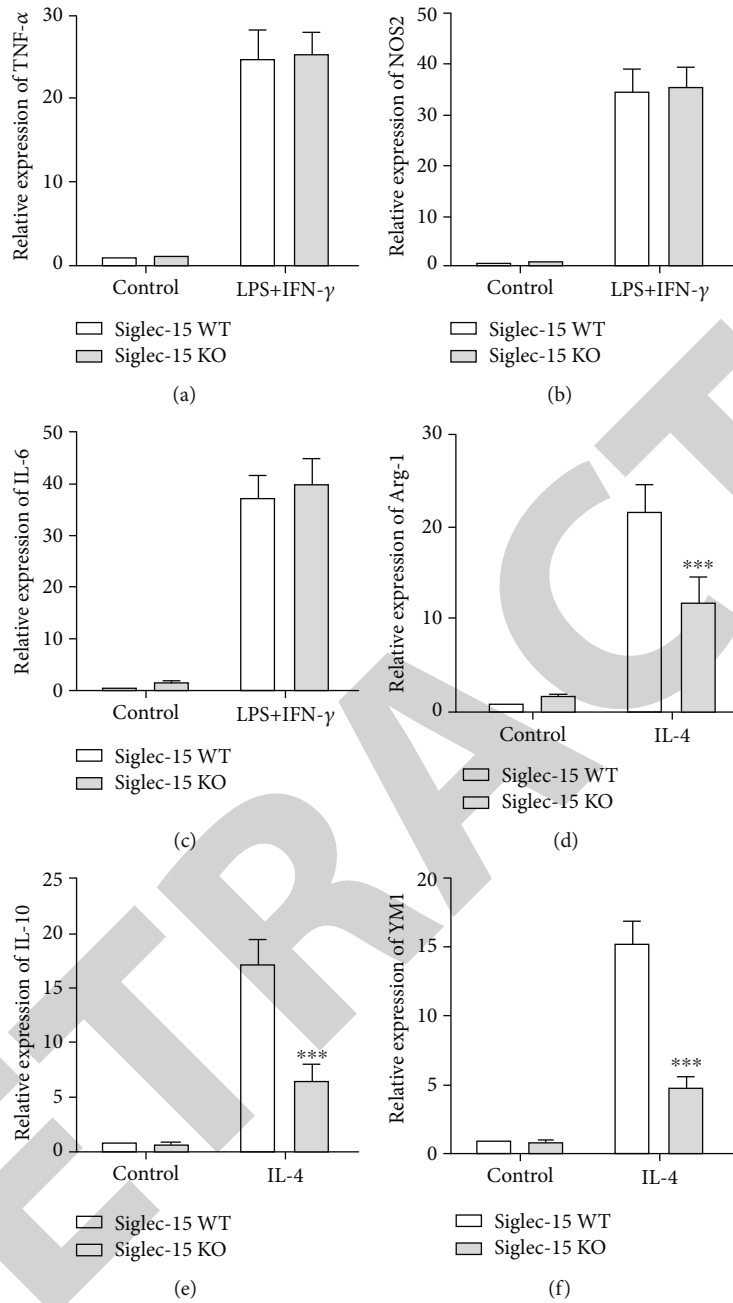 Relative expression of TNF-α
30
20
10
0
Control
LPS+IFN-γ
Siglec-15 WT
Siglec-15 KO
(a)
Relative expression of NOS2
50
40
30
20
10
0
Control
LPS+IFN-γ
Siglec-15 WT
Siglec-15 KO
(b)
Relative expression of IL-6
50
40
30
20
10
0
Control
LPS+IFN-γ
Siglec-15 WT
Siglec-15 KO
(c)
Relative expression of Arg-1
30
20
10
0
***
Control
IL-4
Siglec-15 WT
Siglec-15 KO
(d)
Relative expression of IL-10
25
20
15
10
5
0
***
Control
IL-4
Siglec-15 WT
Siglec-15 KO
(e)
Relative expression of YM1
20
15
10
5
0
***
Control
IL-4
Siglec-15 WT
Siglec-15 KO
(f)
ETRACT